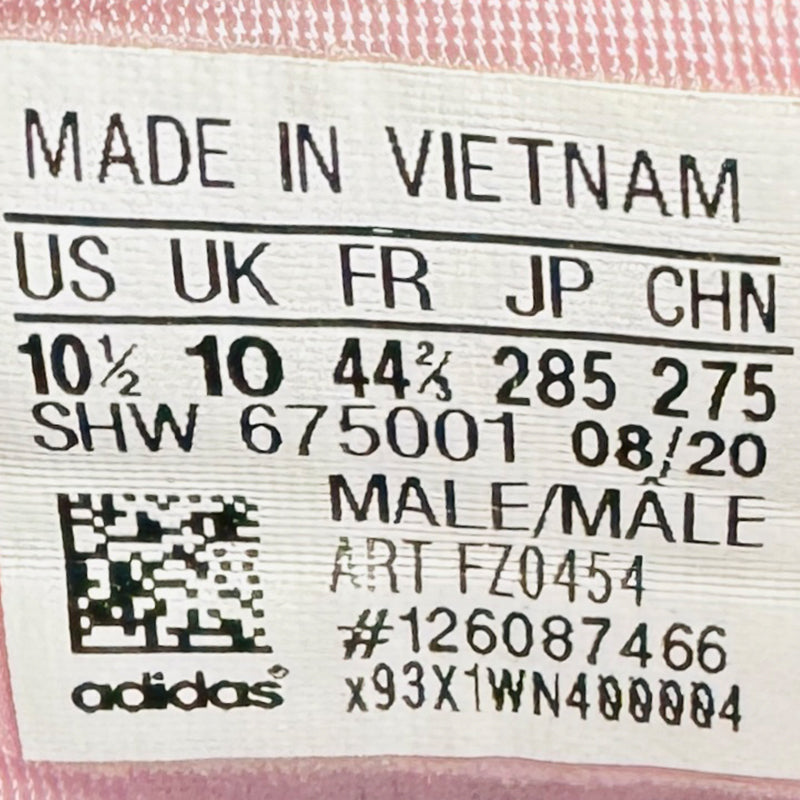 MADE IN VIETNAM
US UK FR JP CHN
10½ 10 44⅔ 285 275
SHW 675001 08/20
MALE/MÂLE
ART FZ0454
#126087466
adidas®
x93X1WN400004